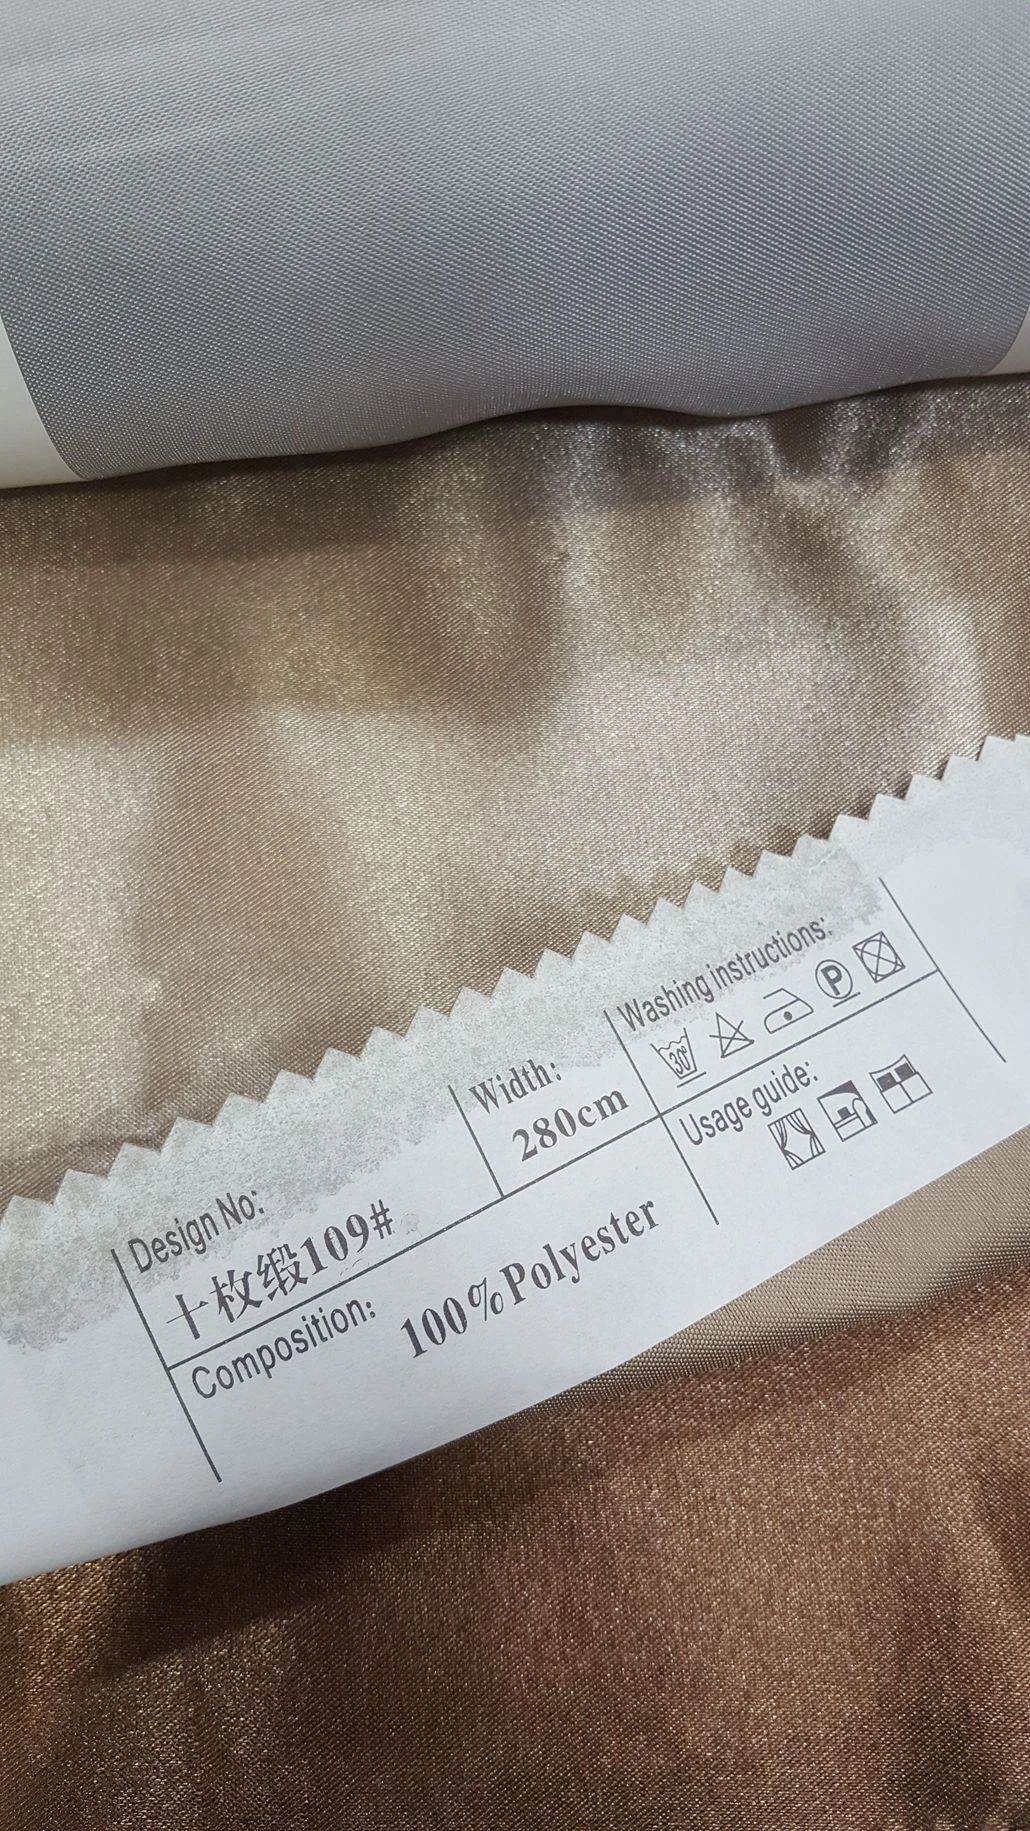 Design No:
十枚缎109#
Width:
280cm
Washing instructions:
30°
P
Composition:
100%Polyester
Usage guide: